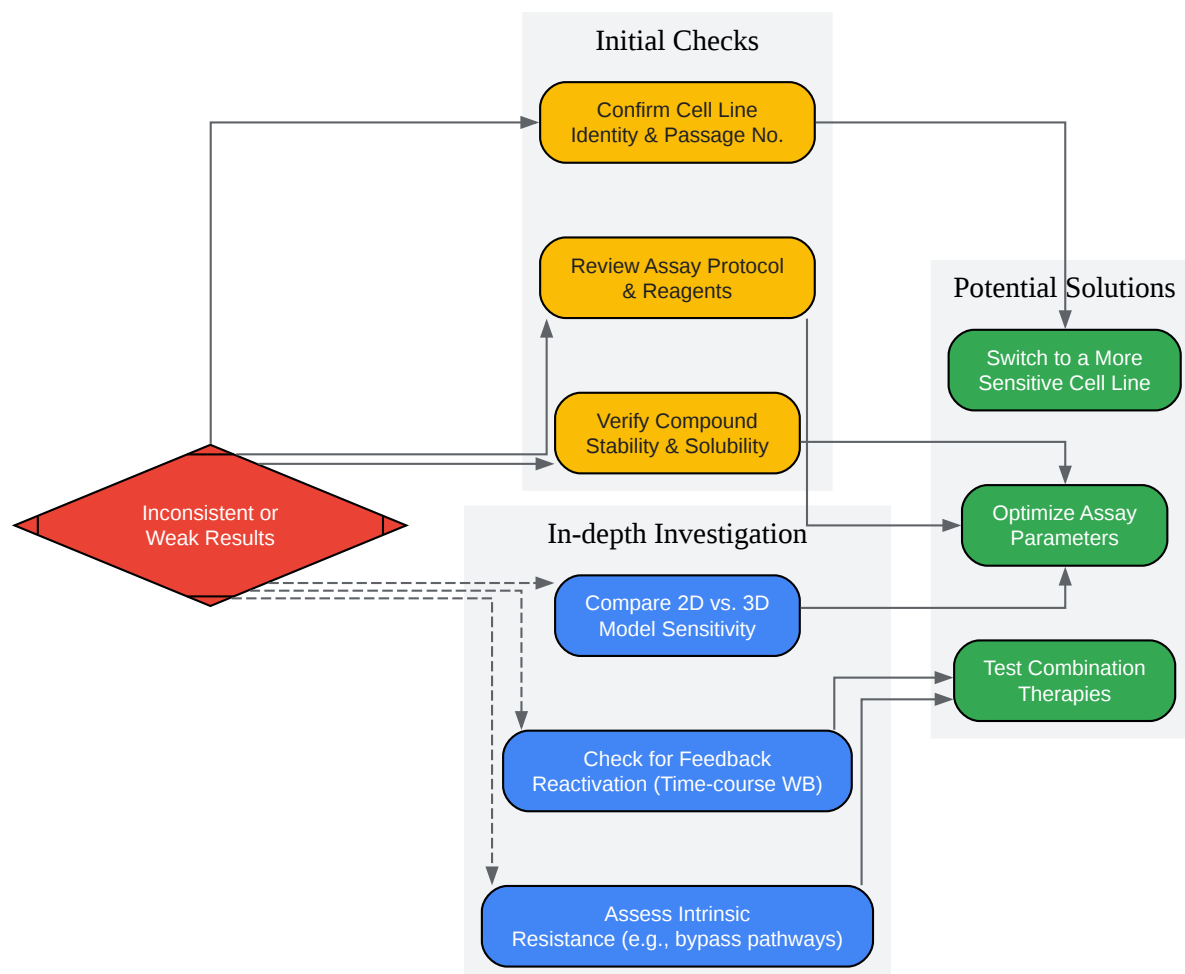 Initial Checks
Confirm Cell Line
Identity & Passage No.
Review Assay Protocol
& Reagents
Verify Compound
Stability & Solubility
Inconsistent or
Weak Results
In-depth Investigation
Compare 2D vs. 3D
Model Sensitivity
Check for Feedback
Reactivation (Time-course WB)
Assess Intrinsic
Resistance (e.g., bypass pathways)
Potential Solutions
Switch to a More
Sensitive Cell Line
Optimize Assay
Parameters
Test Combination
Therapies